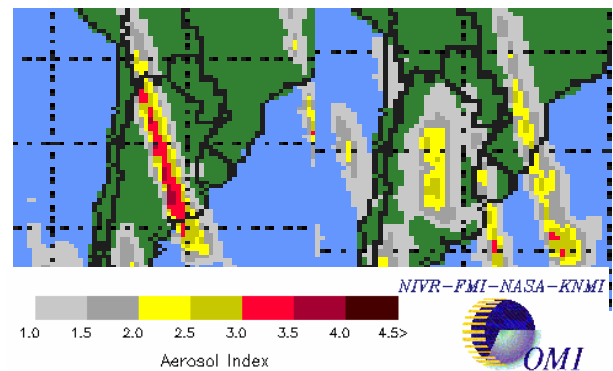 NIVR-FMI-NASA-KNMI
1.0 1.5 2.0 2.5 3.0 3.5 4.0 4.5>
Aerosol Index
OMI